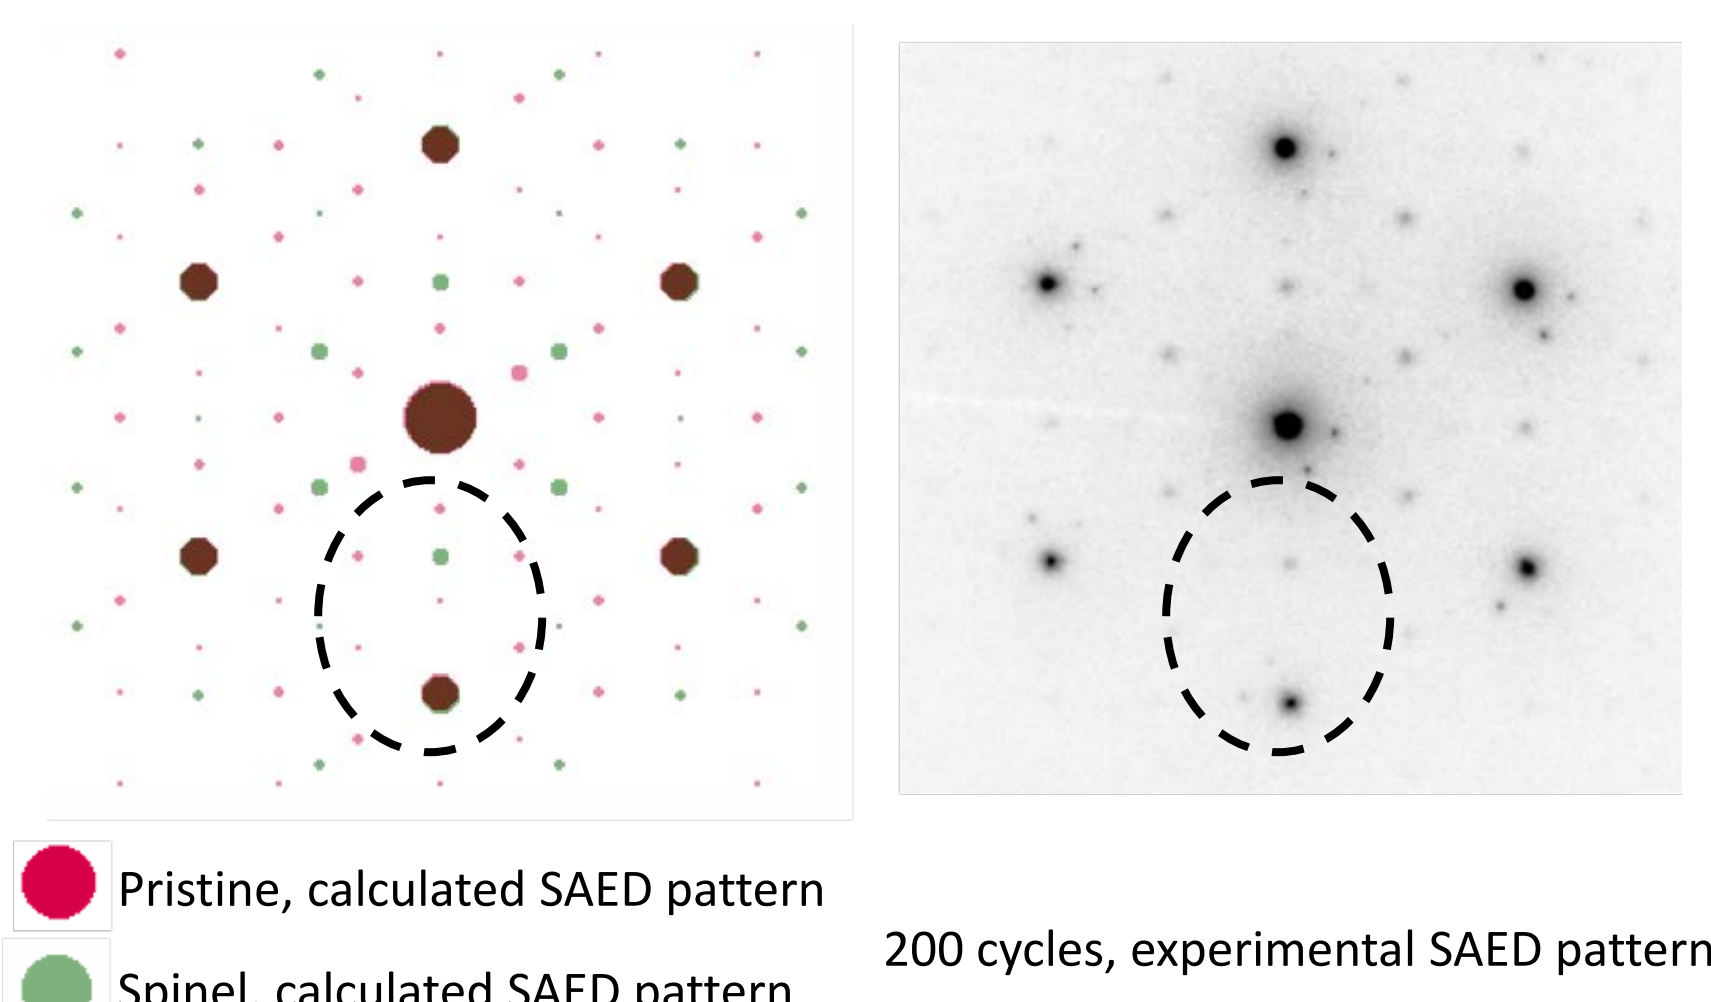 Pristine, calculated SAED pattern
200 cycles, experimental SAED pattern
Spinel, calculated SAED pattern